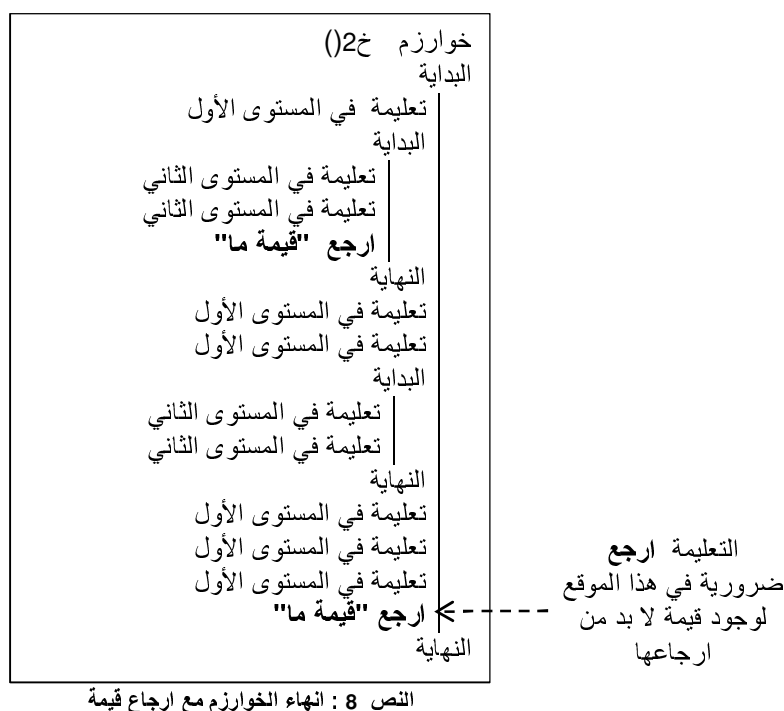 خوارزم خ2()
البداية
تعليمة في المستوى الأول
البداية
تعليمة في المستوى الثاني
تعليمة في المستوى الثاني
ارجع "قيمة ما"
النهاية
تعليمة في المستوى الأول
تعليمة في المستوى الأول
البداية
تعليمة في المستوى الثاني
تعليمة في المستوى الثاني
النهاية
تعليمة في المستوى الأول
تعليمة في المستوى الأول
تعليمة في المستوى الأول
ارجع "قيمة ما"
النهاية
التعليمة ارجع
ضرورية في هذا الموقع
لوجود قيمة لا بد من
ارجاعها
النص 8 : انهاء الخوارزم مع ارجاع قيمة